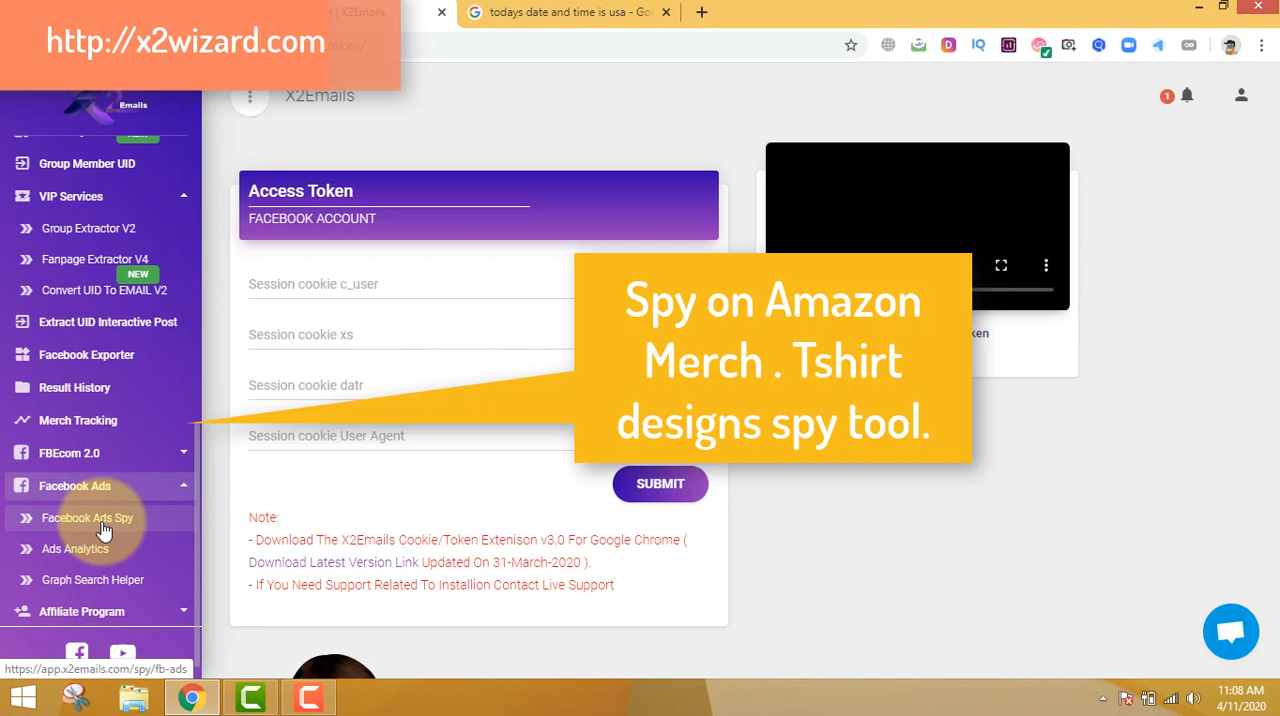 http://x2wizard.com
| X2Emails
todays date and time is usa - Go
token/
Emails
X2Emails
1
NEW
Group Member UID
VIP Services
Group Extractor V2
Fanpage Extractor V4
NEW
Convert UID To EMAIL V2
Extract UID Interactive Post
Facebook Exporter
Result History
Merch Tracking
FBEcom 2.0
Facebook Ads
Facebook Ads Spy
Ads Analytics
Graph Search Helper
Affiliate Program
https://app.x2emails.com/spy/fb-ads
Access Token
FACEBOOK ACCOUNT
Session cookie c_user
Session cookie xs
Session cookie datr
Session cookie User Agent
SUBMIT
Note:
- Download The X2Emails Cookie/Token Extenison v3.0 For Google Chrome (
Download Latest Version Link Updated On 31-March-2020 ).
- If You Need Support Related To Installion Contact Live Support
Spy on Amazon
Merch . Tshirt
designs spy tool.
11:08 AM
4/11/2020